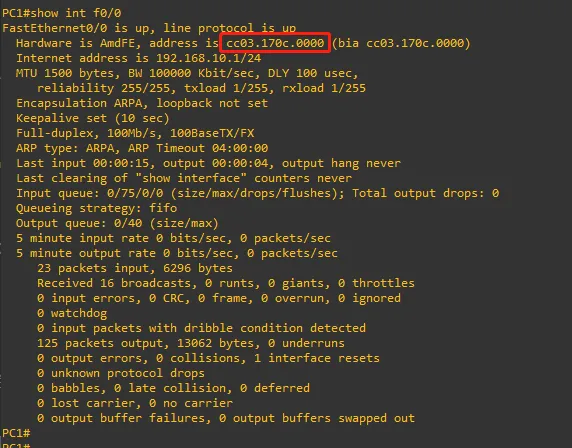 PC1#show int f0/0
FastEthernet0/0 is up, line protocol is up
Hardware is AmdFE, address is cc03.170c.0000 (bia cc03.170c.0000)
Internet address is 192.168.10.1/24
MTU 1500 bytes, BW 100000 Kbit/sec, DLY 100 usec,
reliability 255/255, txload 1/255, rxload 1/255
Encapsulation ARPA, loopback not set
Keepalive set (10 sec)
Full-duplex, 100Mb/s, 100BaseTX/FX
ARP type: ARPA, ARP Timeout 04:00:00
Last input 00:00:15, output 00:00:04, output hang never
Last clearing of "show interface" counters never
Input queue: 0/75/0/0 (size/max/drops/flushes); Total output drops: 0
Queueing strategy: fifo
Output queue: 0/40 (size/max)
5 minute input rate 0 bits/sec, 0 packets/sec
5 minute output rate 0 bits/sec, 0 packets/sec
23 packets input, 6296 bytes
Received 16 broadcasts, 0 runts, 0 giants, 0 throttles
0 input errors, 0 CRC, 0 frame, 0 overrun, 0 ignored
0 watchdog
0 input packets with dribble condition detected
125 packets output, 13062 bytes, 0 underruns
0 output errors, 0 collisions, 1 interface resets
0 unknown protocol drops
0 babbles, 0 late collision, 0 deferred
0 lost carrier, 0 no carrier
0 output buffer failures, 0 output buffers swapped out
PC1#
PC1#